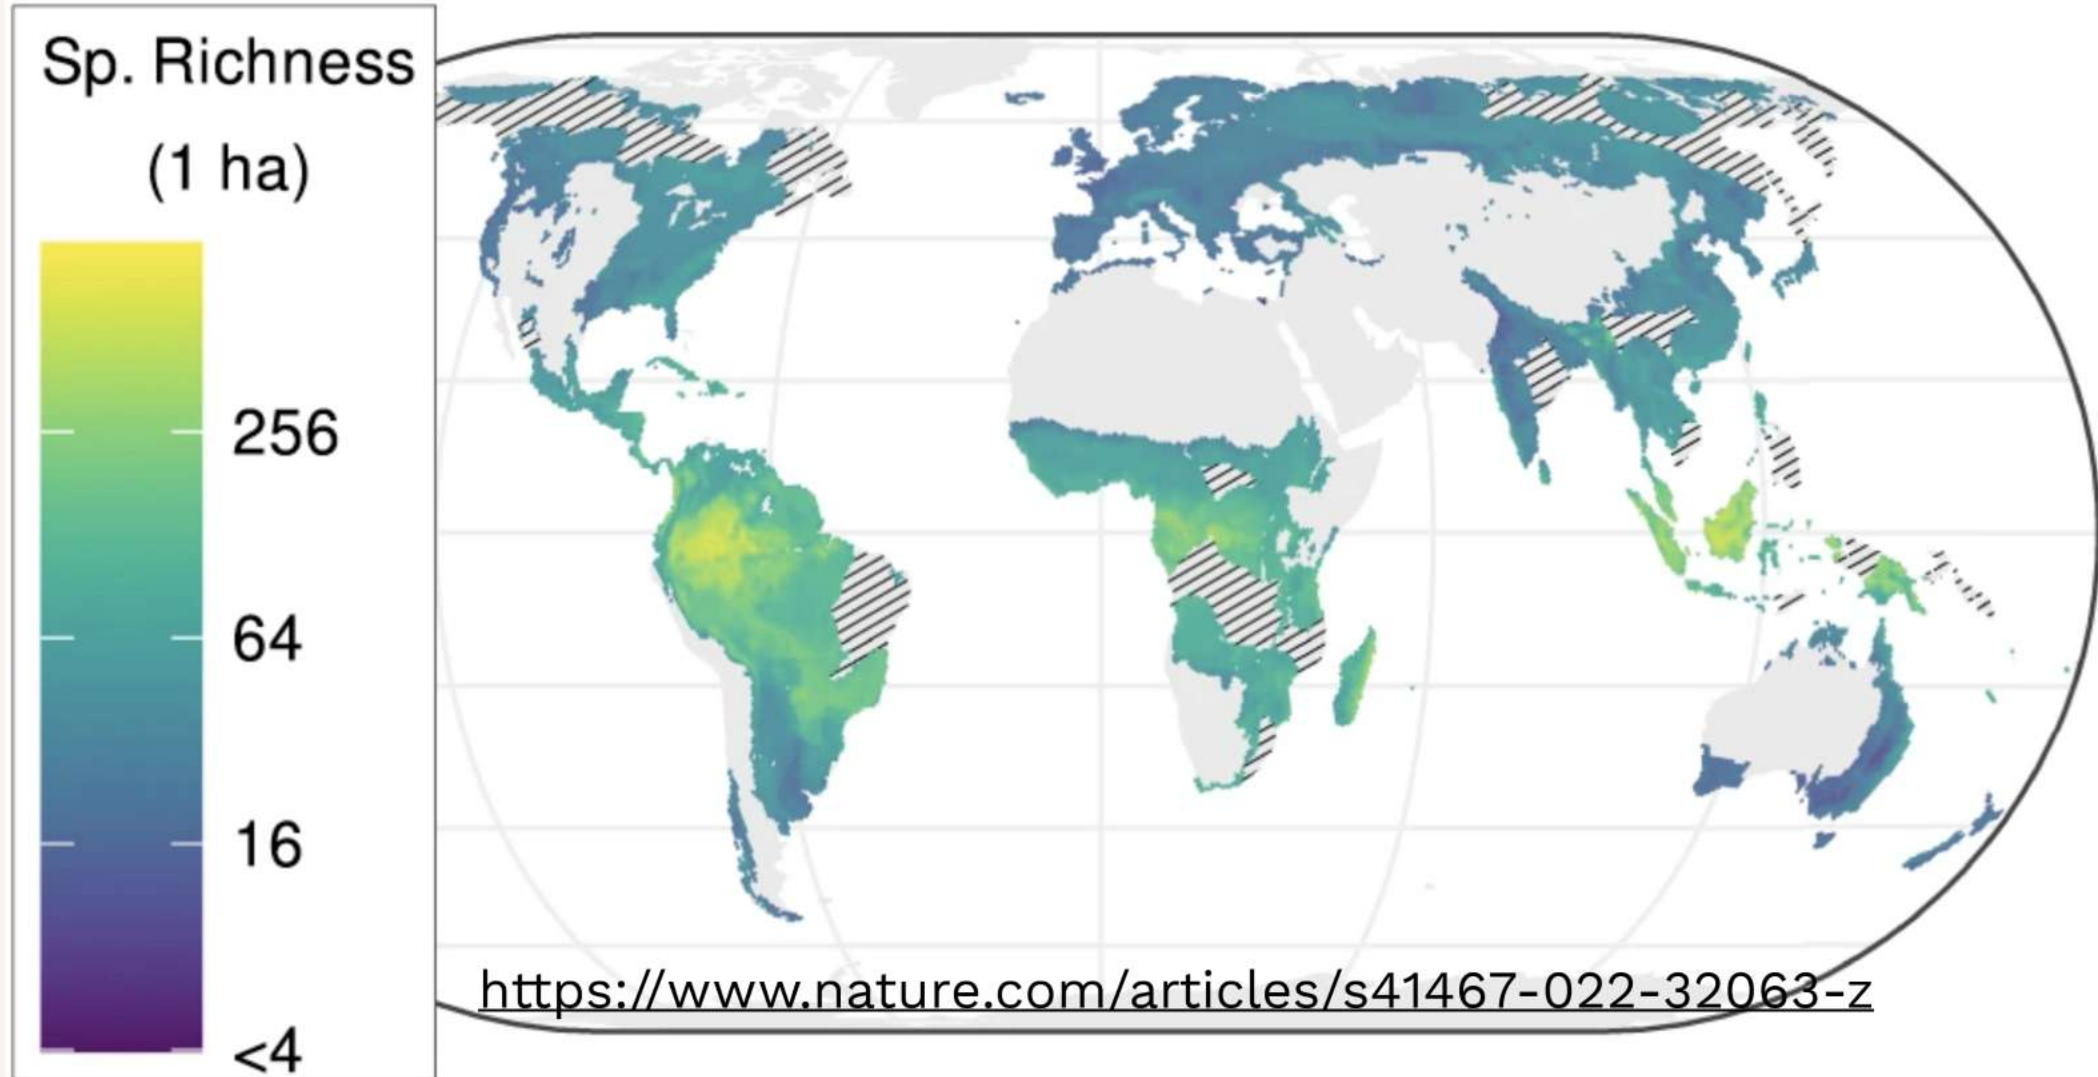 Sp. Richness
(1 ha)
256
64
16
<4
https://www.nature.com/articles/s41467-022-32063-z